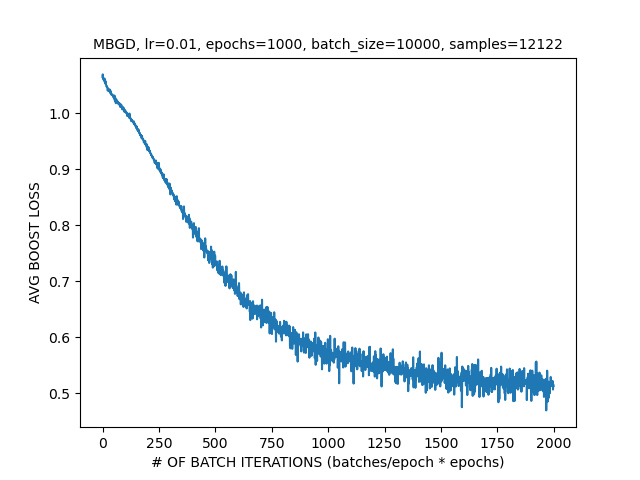 MBGD, lr=0.01, epochs=1000, batch_size=10000, samples=12122
1.0
0.9
0.8
0.7
0.6
0.5
AVG BOOST LOSS
0 250 500 750 1000 1250 1500 1750 2000
# OF BATCH ITERATIONS (batches/epoch * epochs)